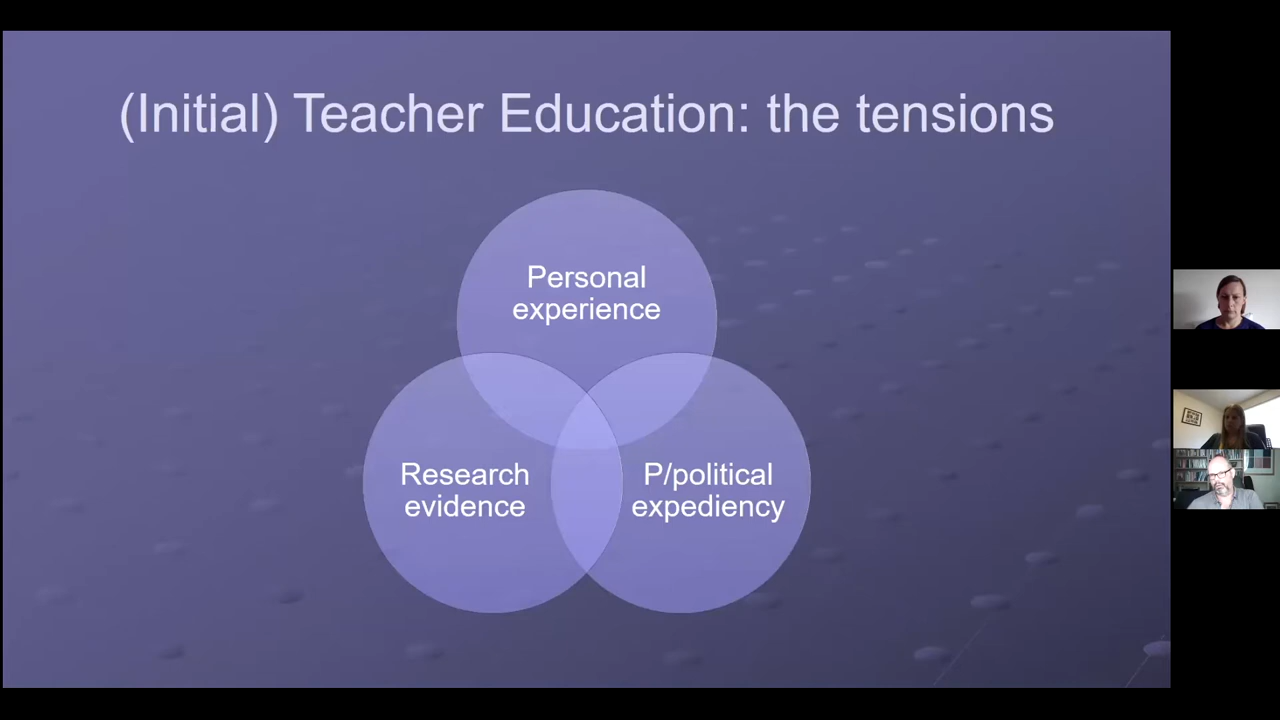 (Initial) Teacher Education: the tensions
Personal
experience
Research
evidence
P/political
expediency